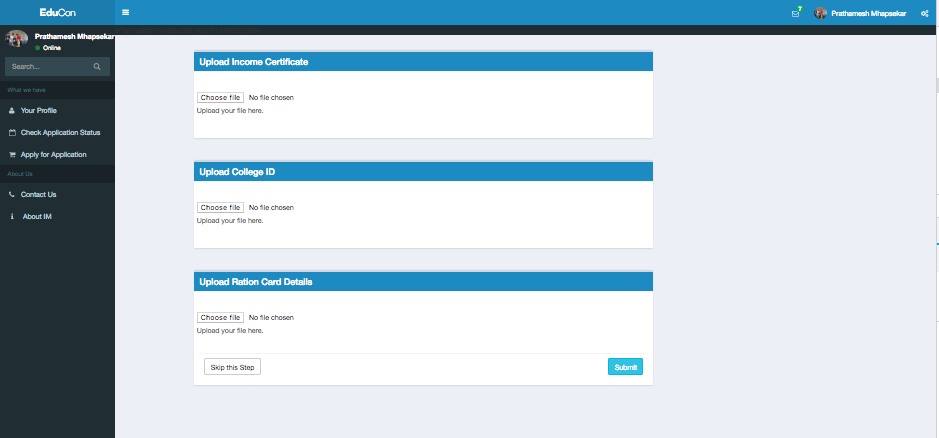 EduCon
?
Prathamesh Mhapsekar
Prathamesh Mhapsekar
Online
Search...
What we have
Your Profile
Check Application Status
Apply for Application
About Us
Contact Us
About IM
Upload Income Certificate
Choose file No file chosen
Upload your file here.
Upload College ID
Choose file No file chosen
Upload your file here.
Upload Ration Card Details
Choose file No file chosen
Upload your file here.
Skip this Step
Submit